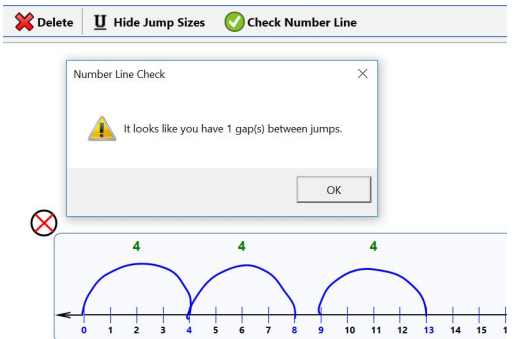 Delete U Hide Jump Sizes Check Number Line
Number Line Check
It looks like you have 1 gap(s) between jumps.
OK
4 4 4
0 1 2 3 4 5 6 7 8 9 10 11 12 13 14 15